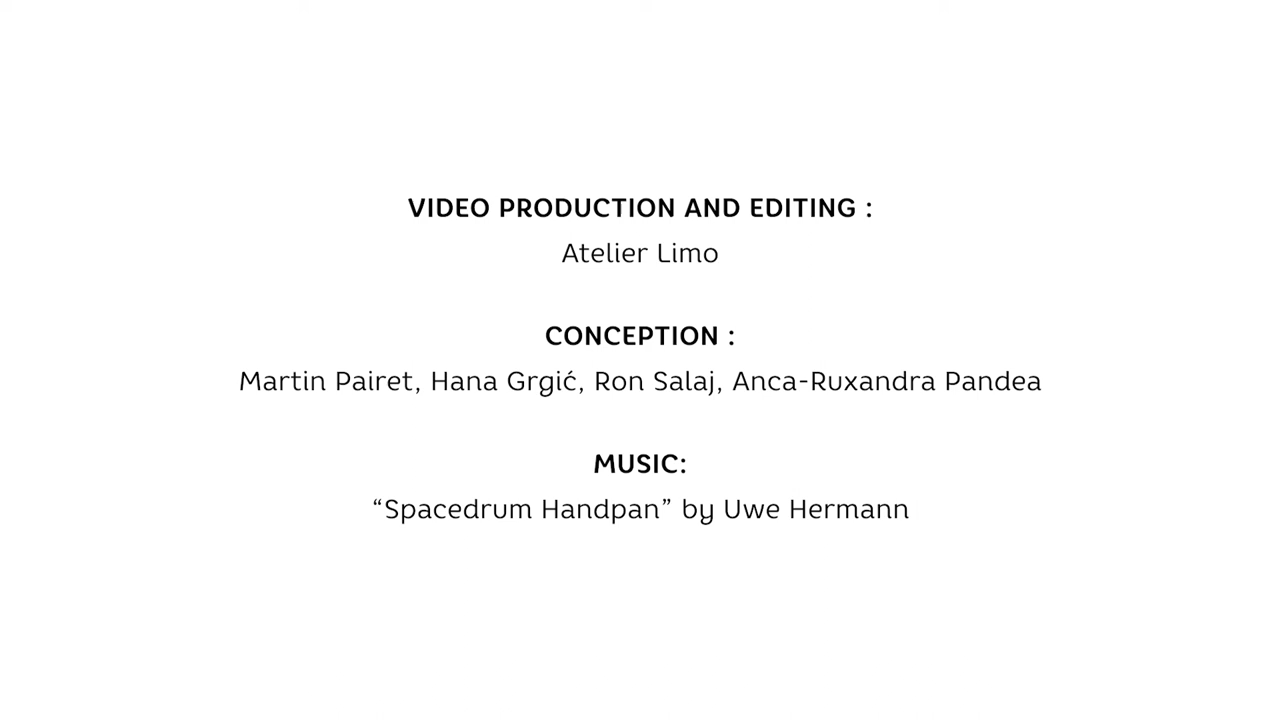 VIDEO PRODUCTION AND EDITING :
Atelier Limo
CONCEPTION :
Martin Pairet, Hana Grgić, Ron Salaj, Anca-Ruxandra Pandea
MUSIC:
“Spacedrum Handpan” by Uwe Hermann